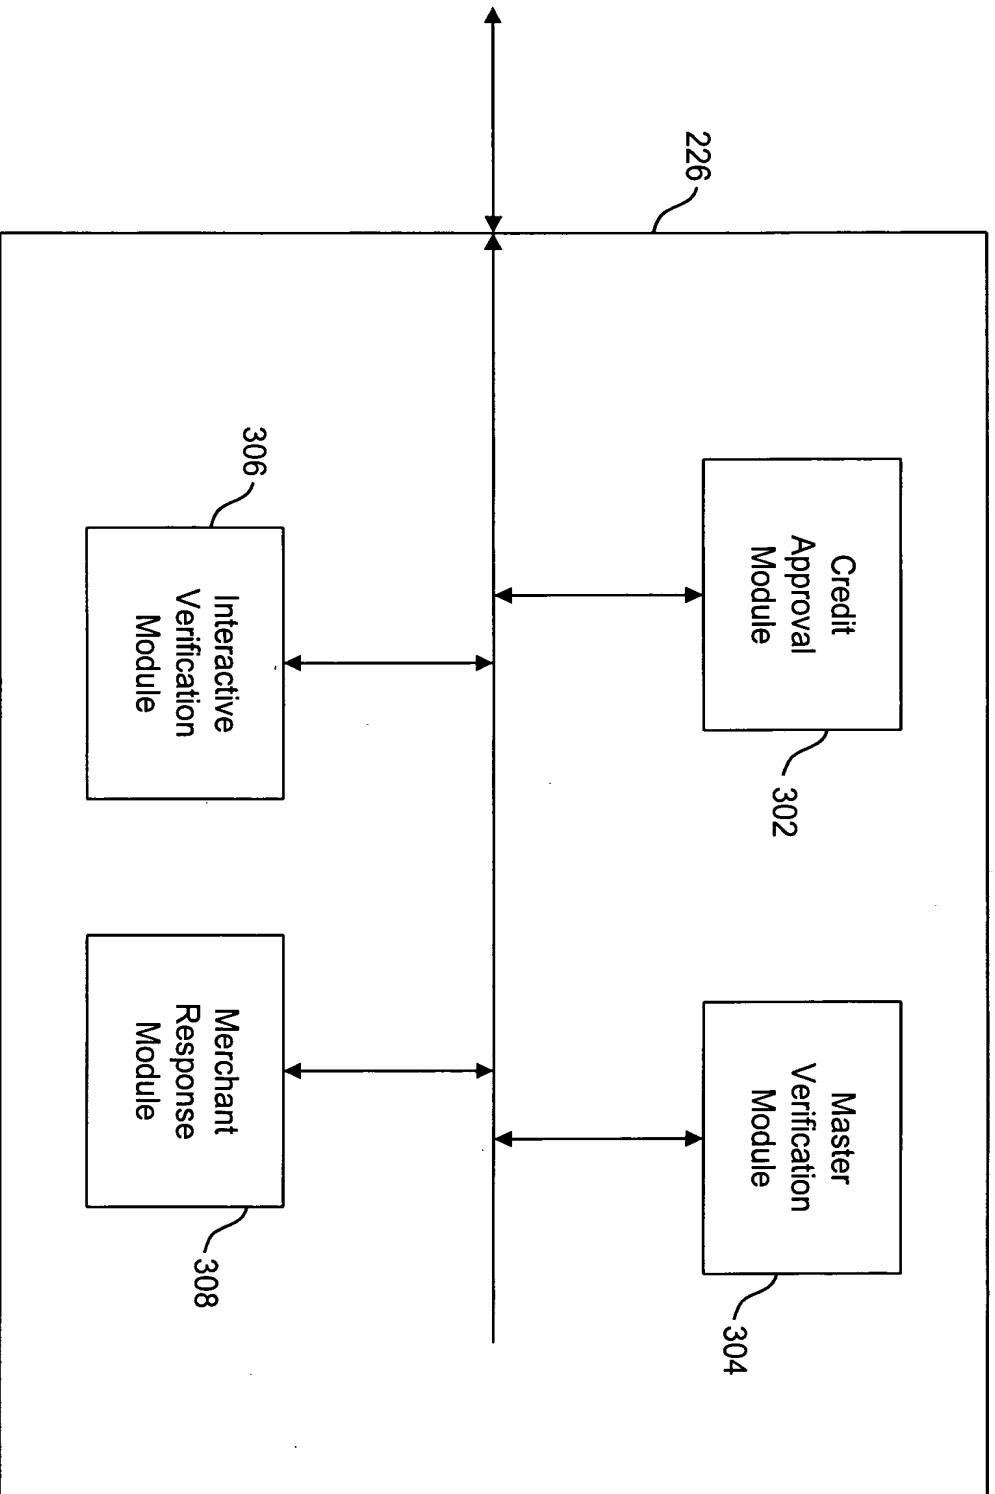 226
Credit
Approval
Module
302
Master
Verification
Module
304
306
Interactive
Verification
Module
Merchant
Response
Module
308